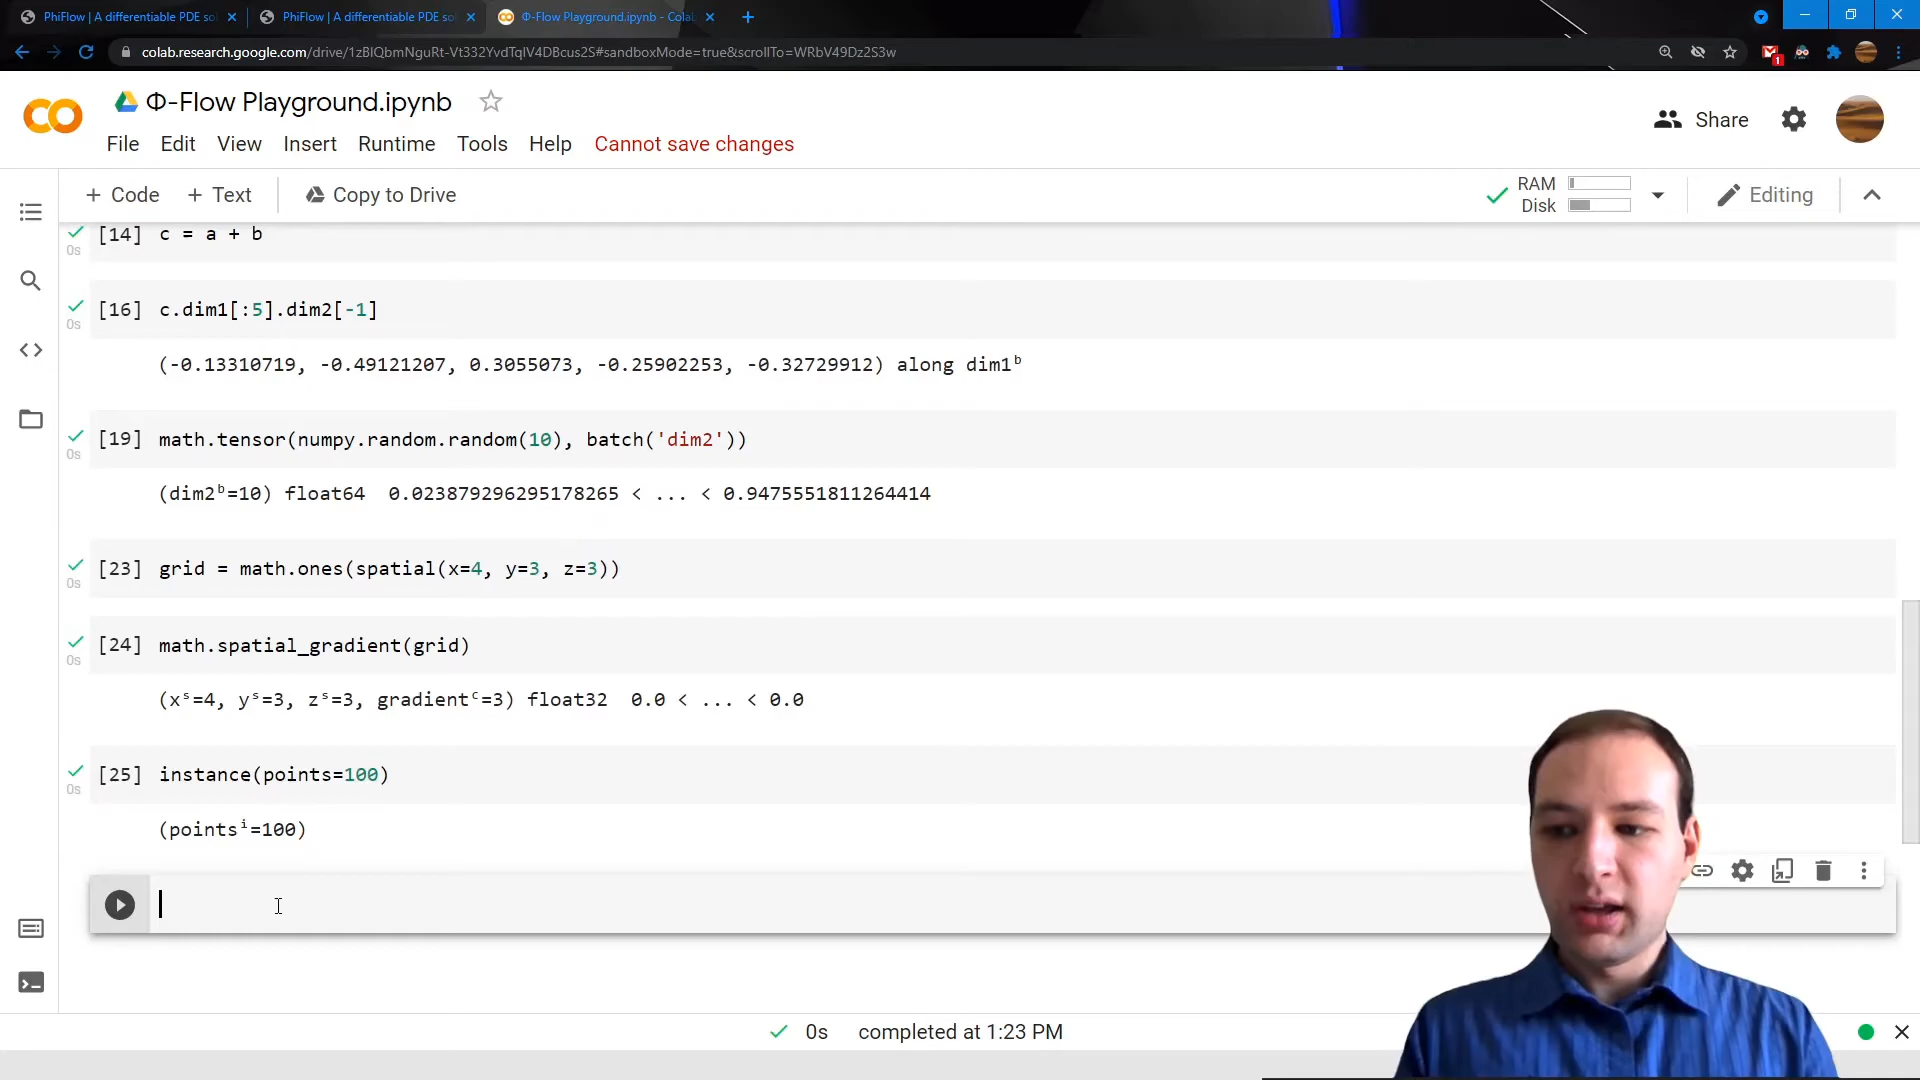 PhiFlow | A differentiable PDE so
PhiFlow | A differentiable PDE so
Φ-Flow Playground.ipynb - Colab
colab.research.google.com/drive/1zBlQbmNguRt-Vt332YvdTqlV4DBcus2S#sandboxMode=true&scrollTo=WRbV49Dz2S3w
1
Φ-Flow Playground.ipynb
Share
File Edit View Insert Runtime Tools Help Cannot save changes
+ Code + Text Copy to Drive
RAM
Disk
Editing
[14] c = a + b
0s
[16] c.dim1[:5].dim2[-1]
0s
(-0.13310719, -0.49121207, 0.3055073, -0.25902253, -0.32729912) along dim1ᵇ
[19] math.tensor(numpy.random.random(10), batch('dim2'))
0s
(dim2ᵇ=10) float64 0.023879296295178265 < ... < 0.9475551811264414
[23] grid = math.ones(spatial(x=4, y=3, z=3))
0s
[24] math.spatial_gradient(grid)
0s
(xˢ=4, yˢ=3, zˢ=3, gradientᶜ=3) float32 0.0 < ... < 0.0
[25] instance(points=100)
0s
(pointsⁱ=100)
0s completed at 1:23 PM